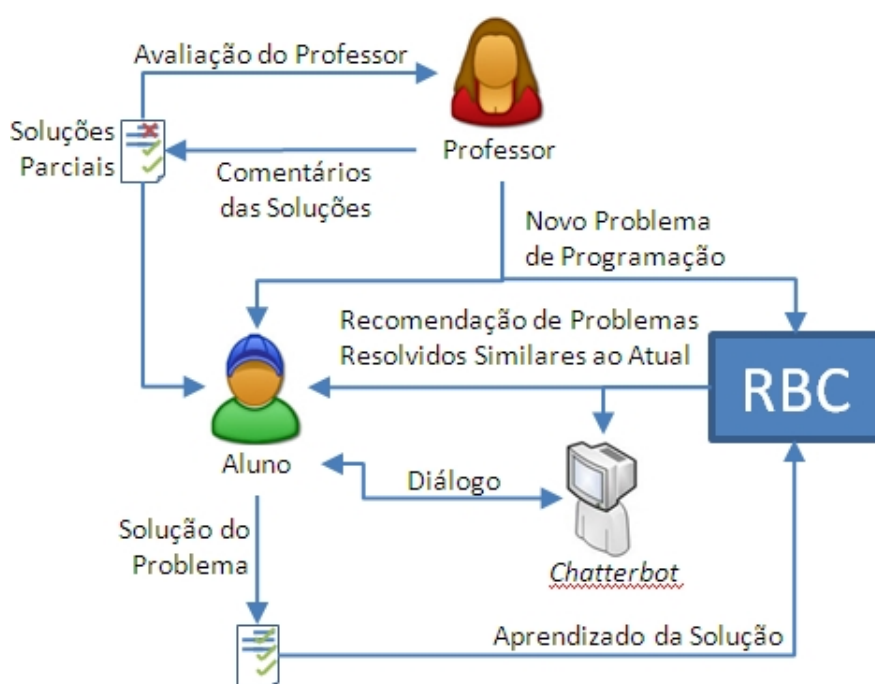 Avaliação do Professor
Soluções
Parciais
Professor
Comentários
das Soluções
Novo Problema
de Programação
Recomendação de Problemas
Resolvidos Similares ao Atual
RBC
Aluno
Diálogo
Chatterbot
Solução do
Problema
Aprendizado da Solução